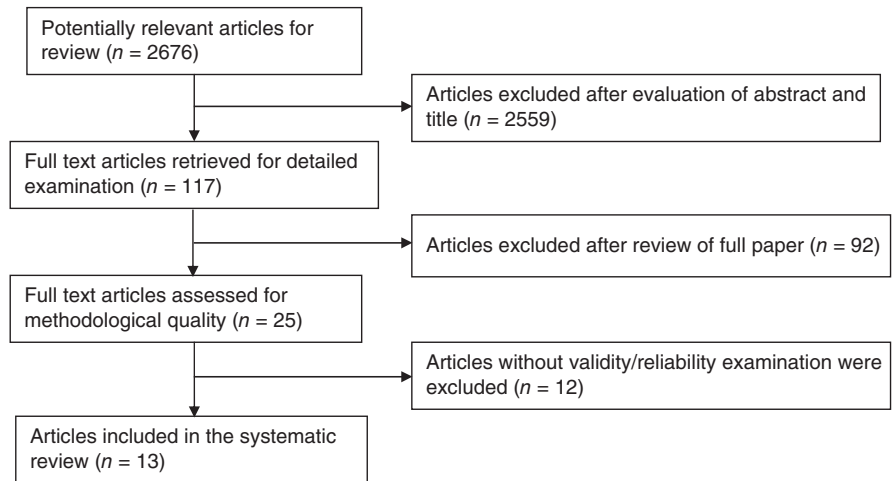 Potentially relevant articles for
review (n = 2676)
Articles excluded after evaluation of abstract and
title (n = 2559)
Full text articles retrieved for detailed
examination (n = 117)
Articles excluded after review of full paper (n = 92)
Full text articles assessed for
methodological quality (n = 25)
Articles without validity/reliability examination were
excluded (n = 12)
Articles included in the systematic
review (n = 13)